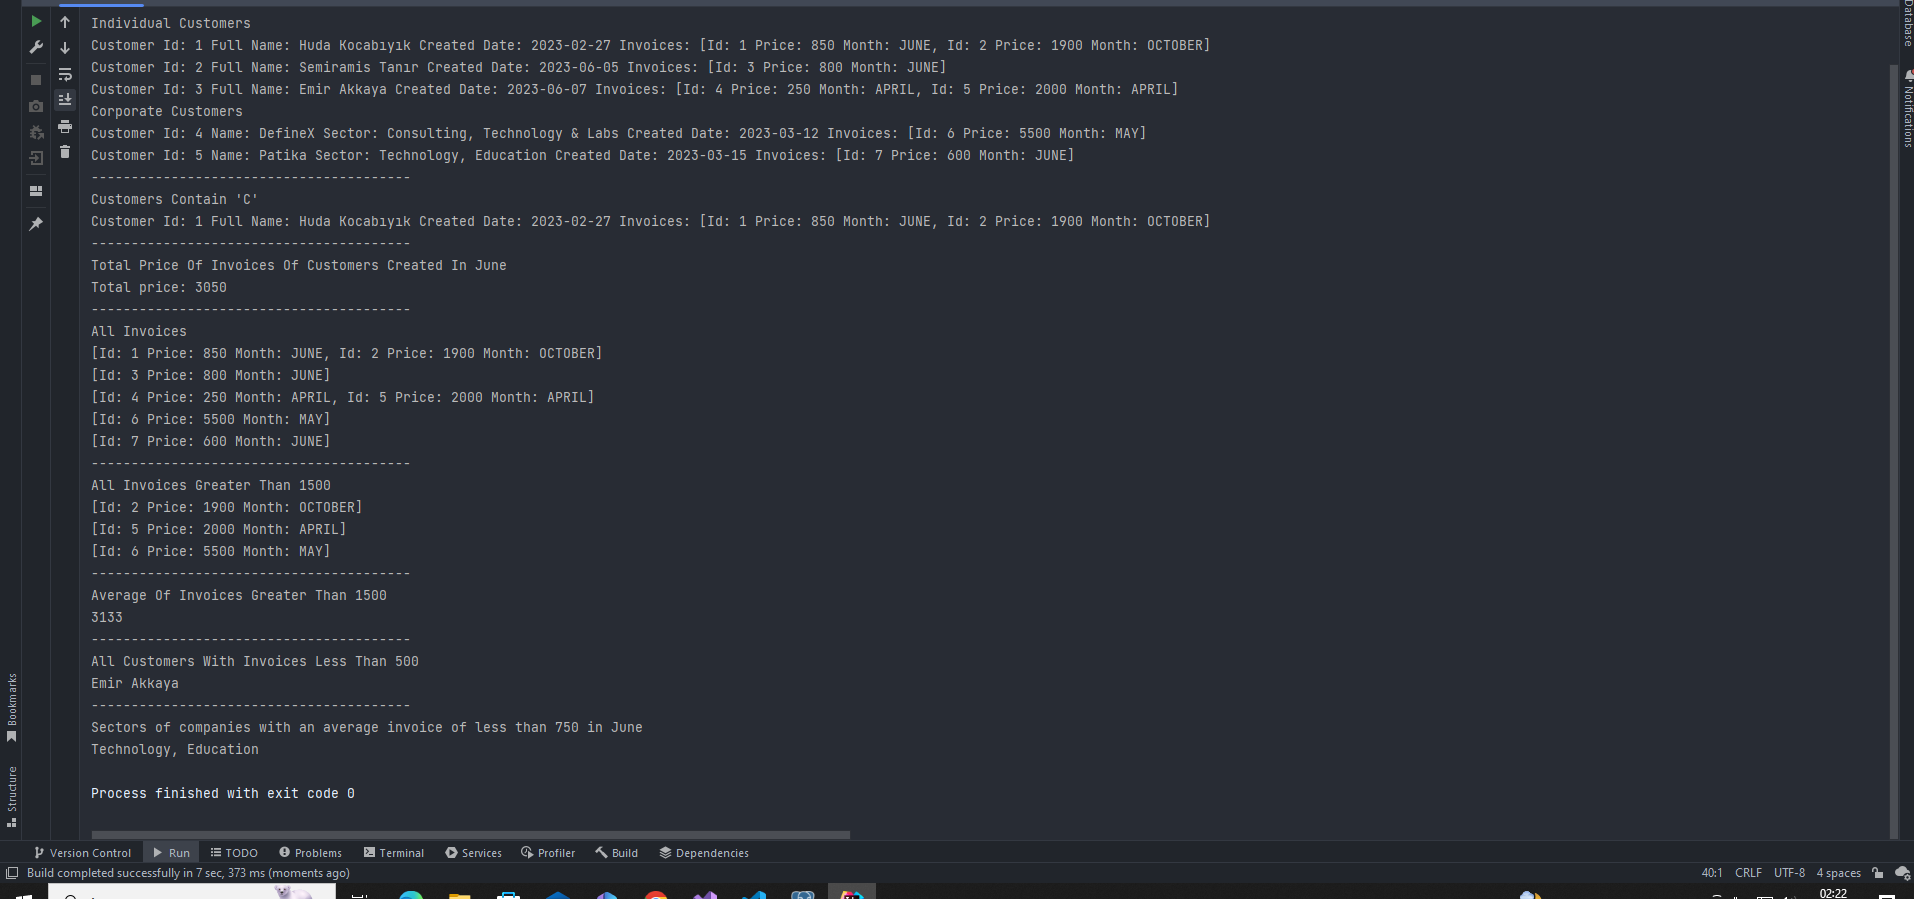 Individual Customers
Customer Id: 1 Full Name: Huda Kocabıyık Created Date: 2023-02-27 Invoices: [Id: 1 Price: 850 Month: JUNE, Id: 2 Price: 1900 Month: OCTOBER]
Customer Id: 2 Full Name: Semiramis Tanır Created Date: 2023-06-05 Invoices: [Id: 3 Price: 800 Month: JUNE]
Customer Id: 3 Full Name: Emir Akkaya Created Date: 2023-06-07 Invoices: [Id: 4 Price: 250 Month: APRIL, Id: 5 Price: 2000 Month: APRIL]
Corporate Customers
Customer Id: 4 Name: DefineX Sector: Consulting, Technology & Labs Created Date: 2023-03-12 Invoices: [Id: 6 Price: 5500 Month: MAY]
Customer Id: 5 Name: Patika Sector: Technology, Education Created Date: 2023-03-15 Invoices: [Id: 7 Price: 600 Month: JUNE]
----------------------------------------
Customers Contain 'C'
Customer Id: 1 Full Name: Huda Kocabıyık Created Date: 2023-02-27 Invoices: [Id: 1 Price: 850 Month: JUNE, Id: 2 Price: 1900 Month: OCTOBER]
----------------------------------------
Total Price Of Invoices Of Customers Created In June
Total price: 3050
----------------------------------------
All Invoices
[Id: 1 Price: 850 Month: JUNE, Id: 2 Price: 1900 Month: OCTOBER]
[Id: 3 Price: 800 Month: JUNE]
[Id: 4 Price: 250 Month: APRIL, Id: 5 Price: 2000 Month: APRIL]
[Id: 6 Price: 5500 Month: MAY]
[Id: 7 Price: 600 Month: JUNE]
----------------------------------------
All Invoices Greater Than 1500
[Id: 2 Price: 1900 Month: OCTOBER]
[Id: 5 Price: 2000 Month: APRIL]
[Id: 6 Price: 5500 Month: MAY]
----------------------------------------
Average Of Invoices Greater Than 1500
3133
----------------------------------------
All Customers With Invoices Less Than 500
Emir Akkaya
----------------------------------------
Sectors of companies with an average invoice of less than 750 in June
Technology, Education
Process finished with exit code 0
Bookmarks
Structure
Database
Notifications
Version Control Run TODO Problems Terminal Services Profiler Build Dependencies
Build completed successfully in 7 sec, 373 ms (moments ago) 40:1 CRLF UTF-8 4 spaces
02:22